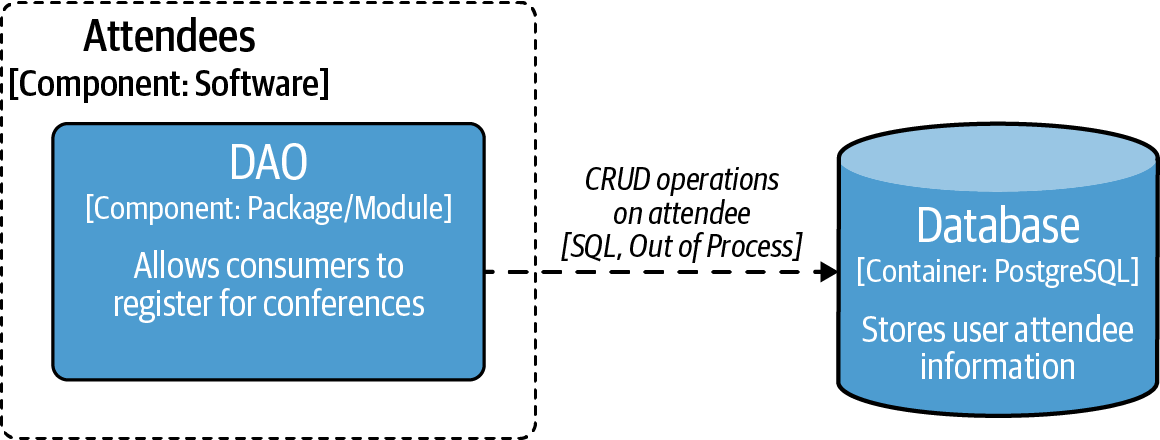 Attendees
[Component: Software]
DAO
[Component: Package/Module]
Allows consumers to
register for conferences
CRUD operations
on attendee
[SQL, Out of Process]
Database
[Container: PostgreSQL]
Stores user attendee
information